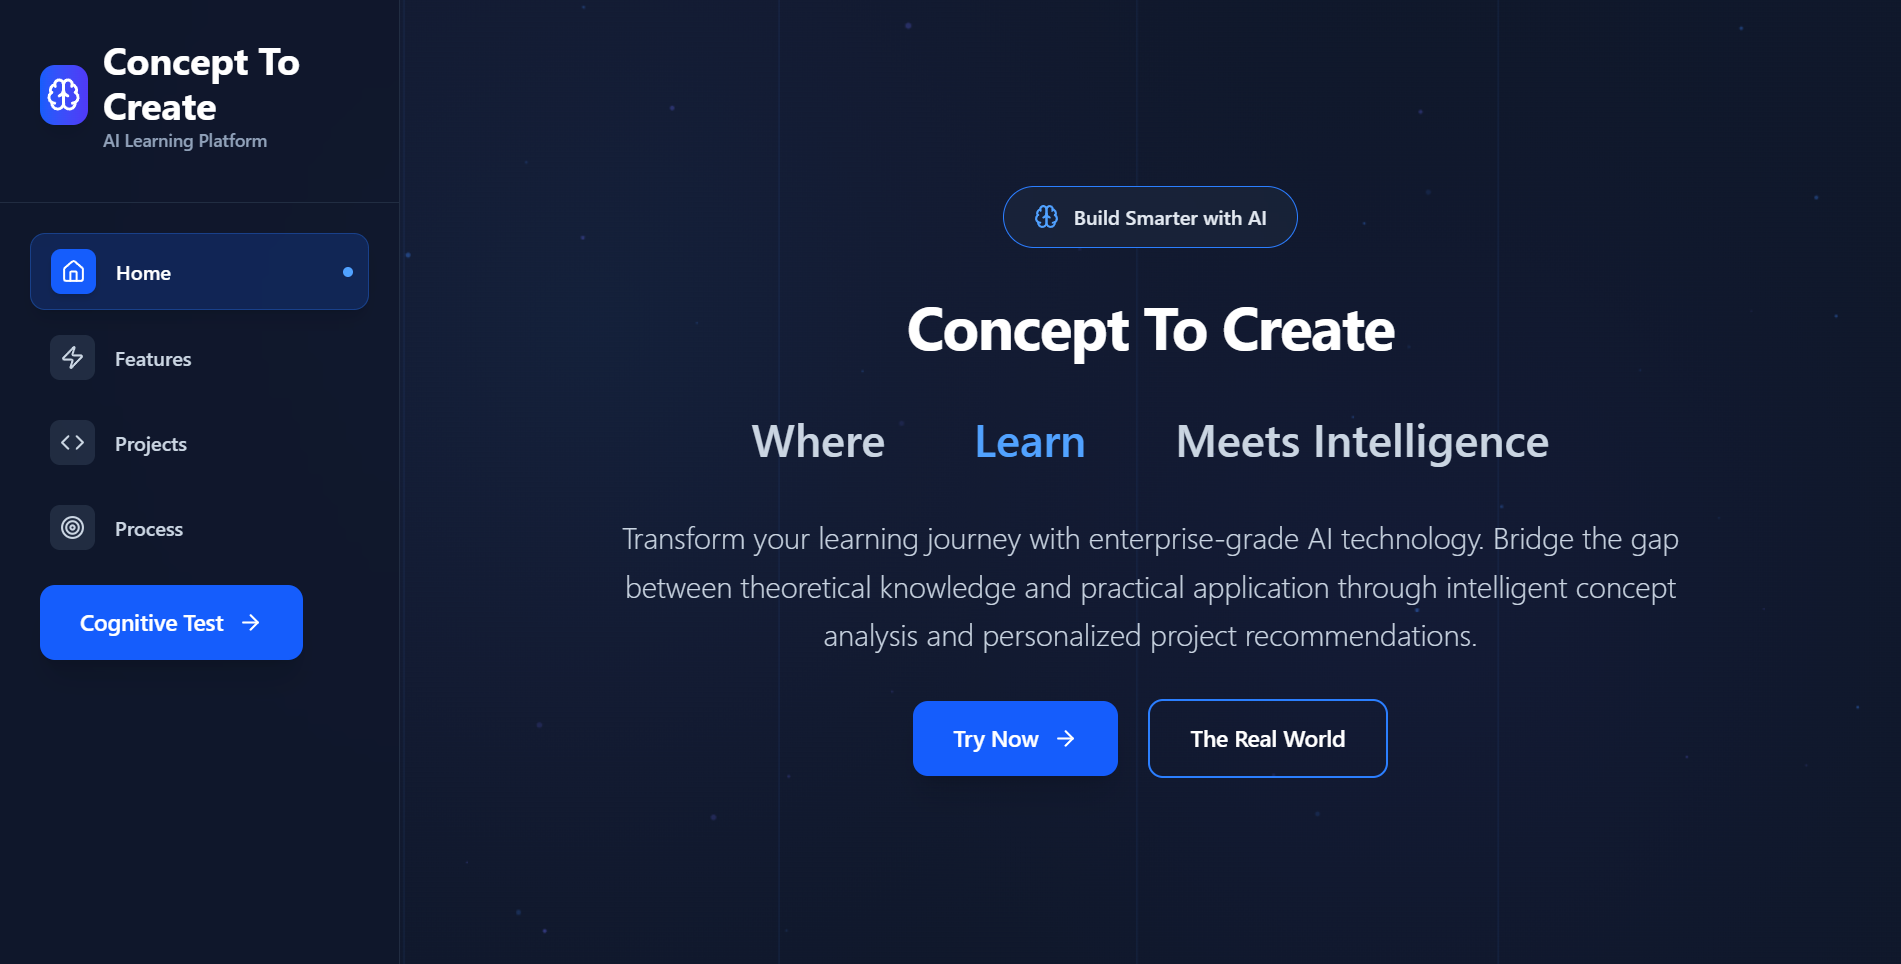 Concept To
Create
AI Learning Platform
Home
Features
Projects
Process
Cognitive Test
Build Smarter with AI
Concept To Create
Where Learn Meets Intelligence
Transform your learning journey with enterprise-grade AI technology. Bridge the gap
between theoretical knowledge and practical application through intelligent concept
analysis and personalized project recommendations.
Try Now
The Real World